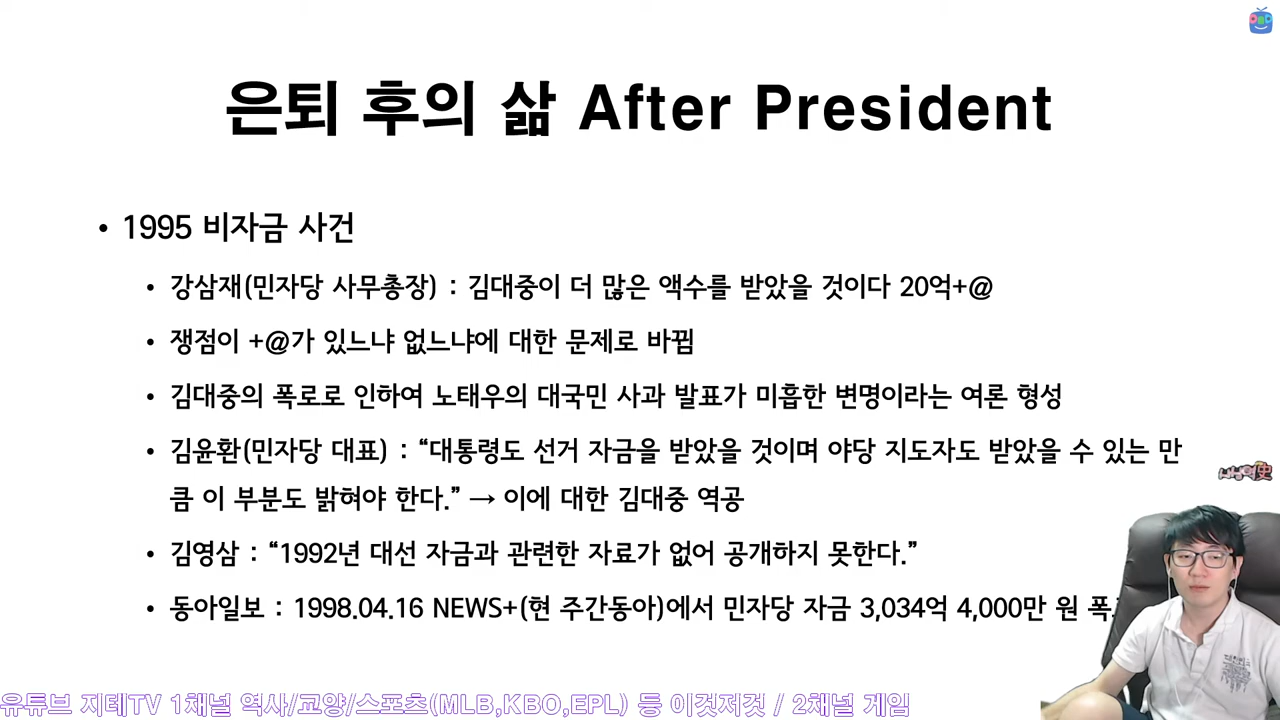 은퇴 후의 삶 After President
• 1995 비자금 사건
• 강삼재(민자당 사무총장) : 김대중이 더 많은 액수를 받았을 것이다 20억+@
• 쟁점이 +@가 있느냐 없느냐에 대한 문제로 바뀜
• 김대중의 폭로로 인하여 노태우의 대국민 사과 발표가 미흡한 변명이라는 여론 형성
• 김윤환(민자당 대표) : “대통령도 선거 자금을 받았을 것이며 야당 지도자도 받았을 수 있는 만
큼 이 부분도 밝혀야 한다.” → 이에 대한 김대중 역공
• 김영삼 : “1992년 대선 자금과 관련한 자료가 없어 공개하지 못한다.”
• 동아일보 : 1998.04.16 NEWS+(현 주간동아)에서 민자당 자금 3,034억 4,000만 원
유튜브 지테TV 1채널 역사/교양/스포츠(MLB,KBO,EPL) 등 이것저것 / 2채널 게임